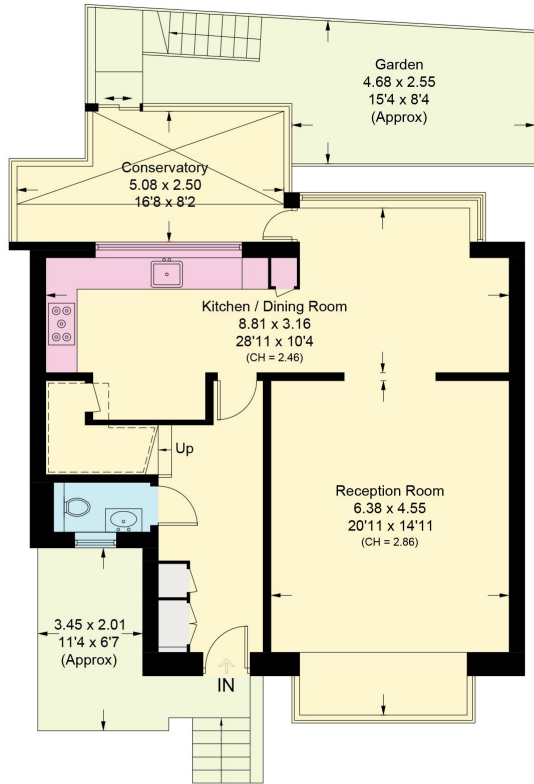 Garden
4.68 x 2.55
15'4 x 8'4
(Approx)
Conservatory
5.08 x 2.50
16'8 x 8'2
Kitchen / Dining Room
8.81 x 3.16
28'11 x 10'4
(CH = 2.46)
Up
Reception Room
6.38 x 4.55
20'11 x 14'11
(CH = 2.86)
3.45 x 2.01
11'4 x 6'7
(Approx)
IN